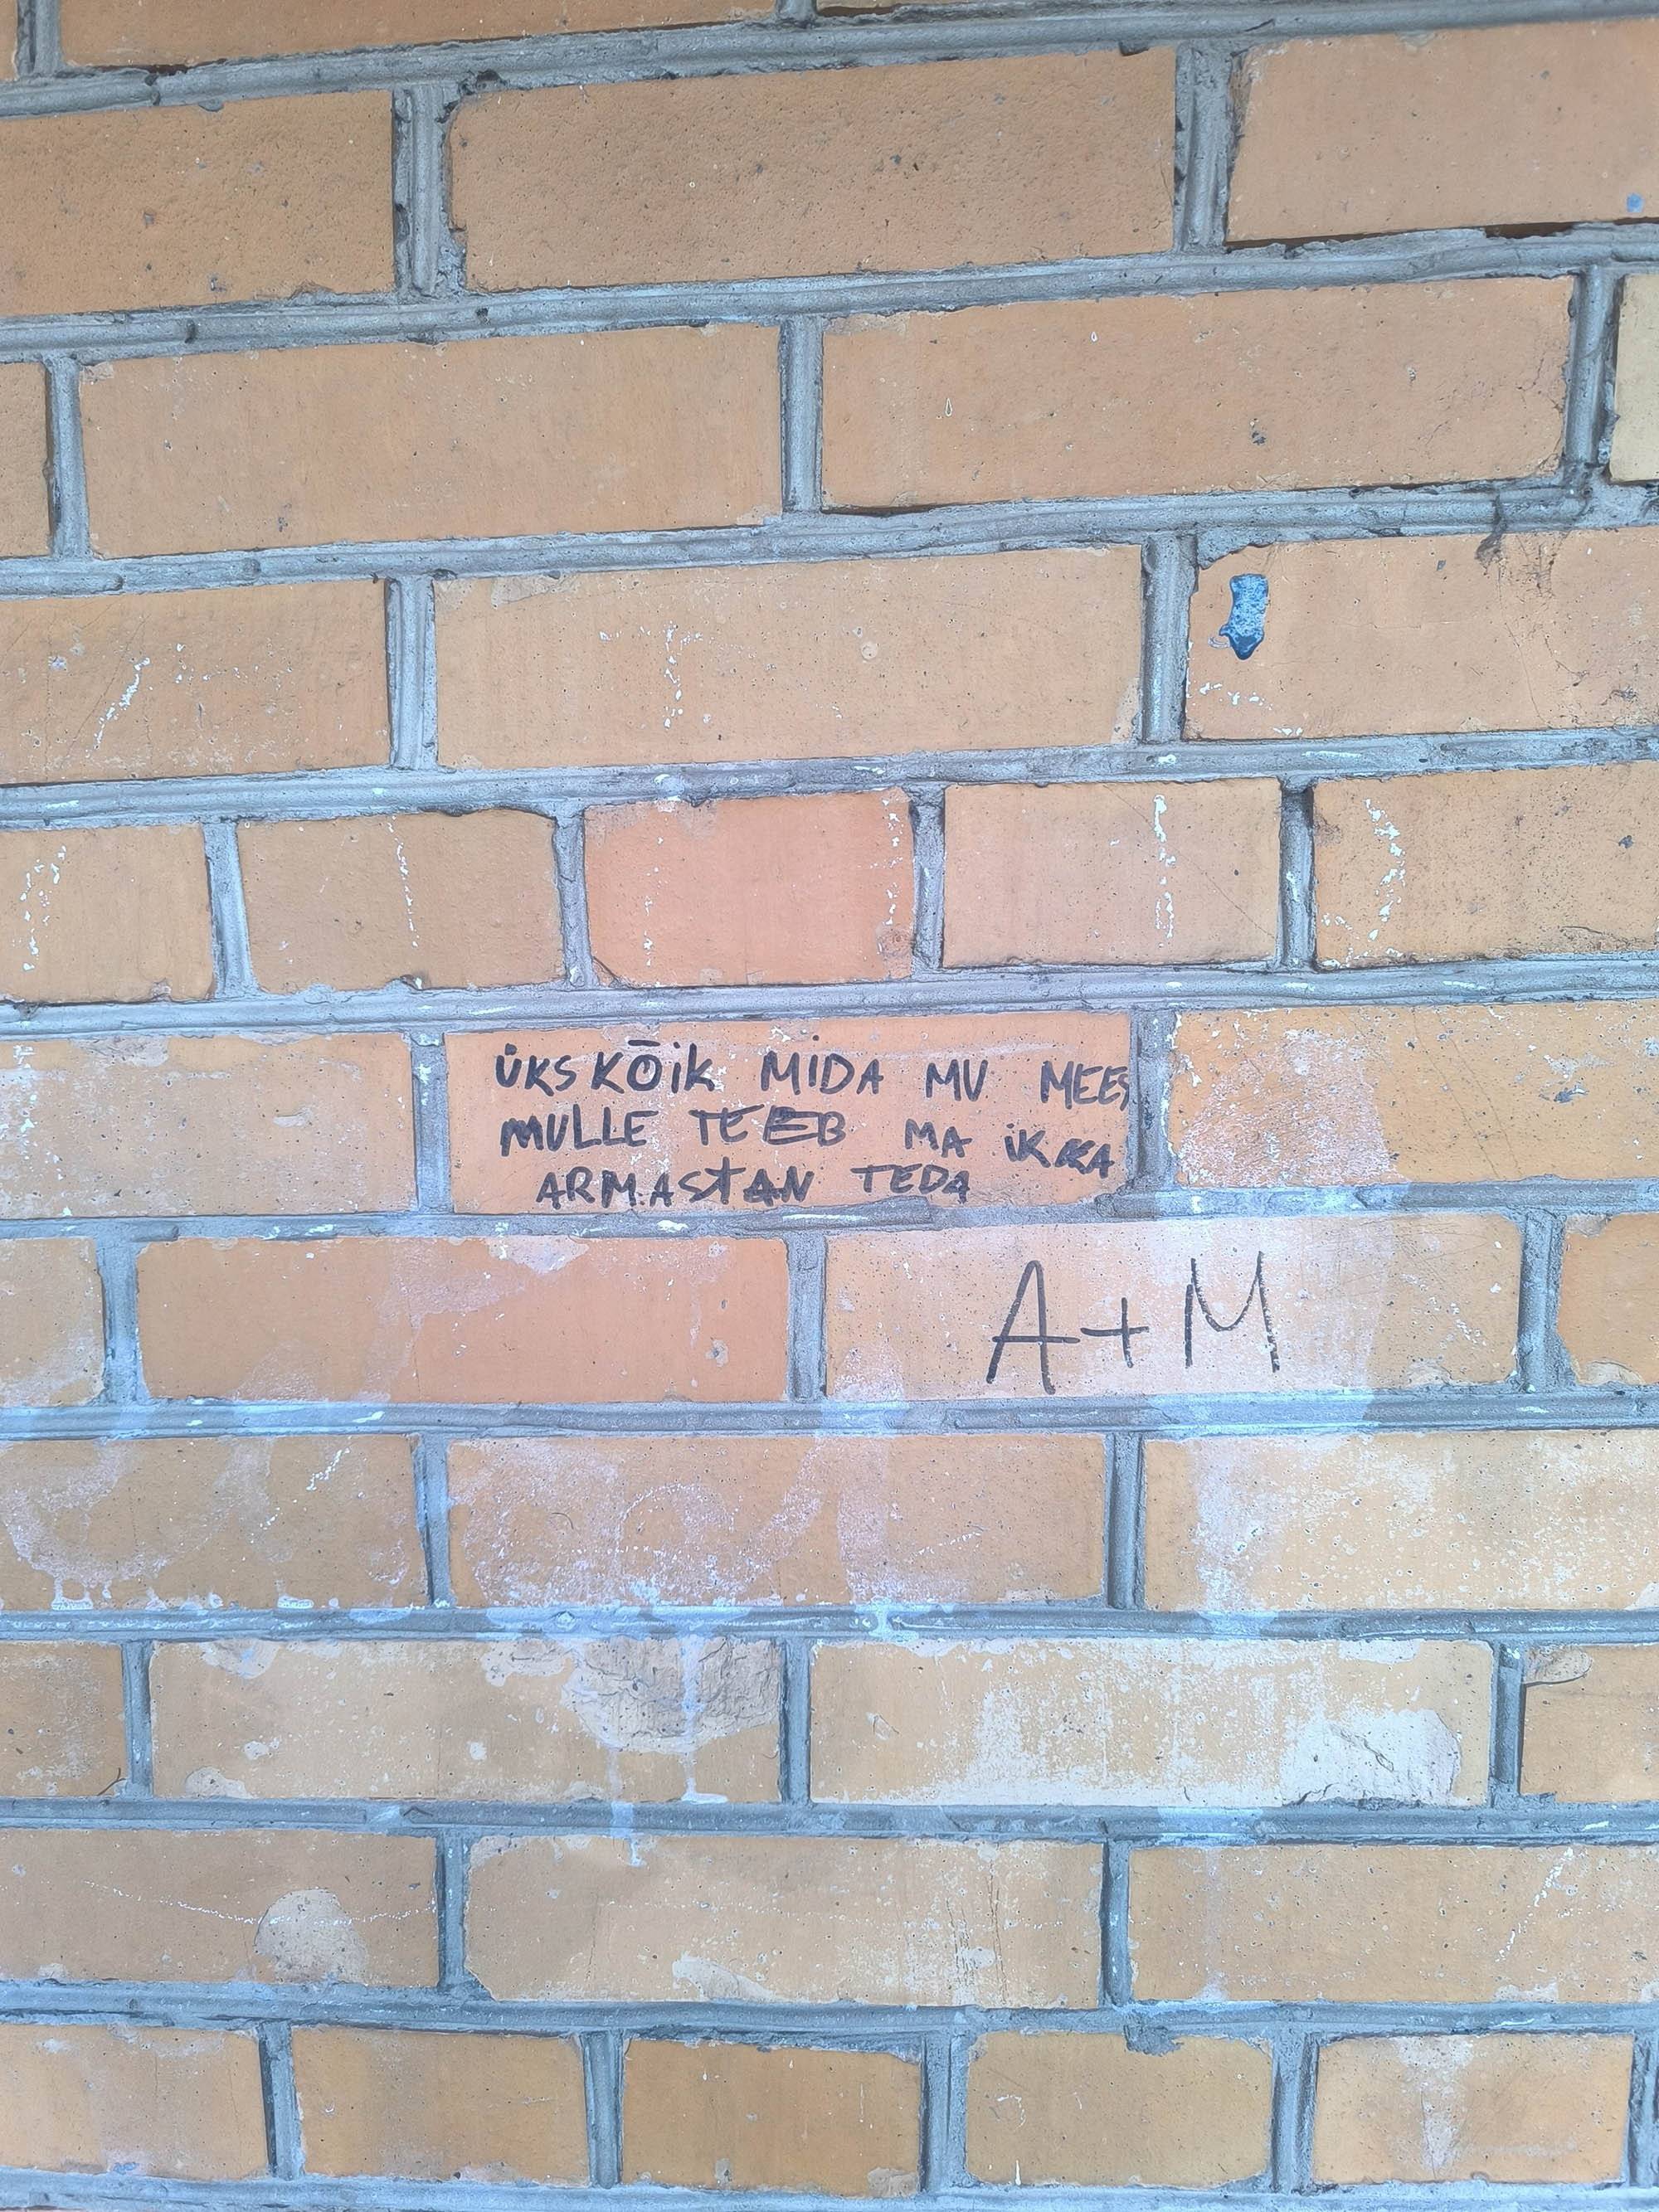 ÜKSKÕIK MIDA MU MEES
MULLE TEEB MA IKKA
ARMASTAN TEDA
A+M